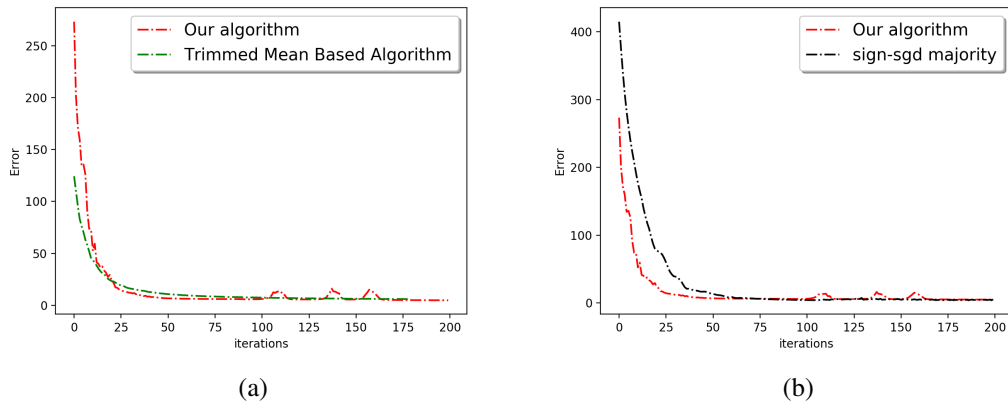 Our algorithm
Trimmed Mean Based Algorithm
Error
250
200
150
100
50
0
0 25 50 75 100 125 150 175 200
iterations
(a)
Our algorithm
sign-sgd majority
Error
400
300
200
100
0
0 25 50 75 100 125 150 175 200
iterations
(b)